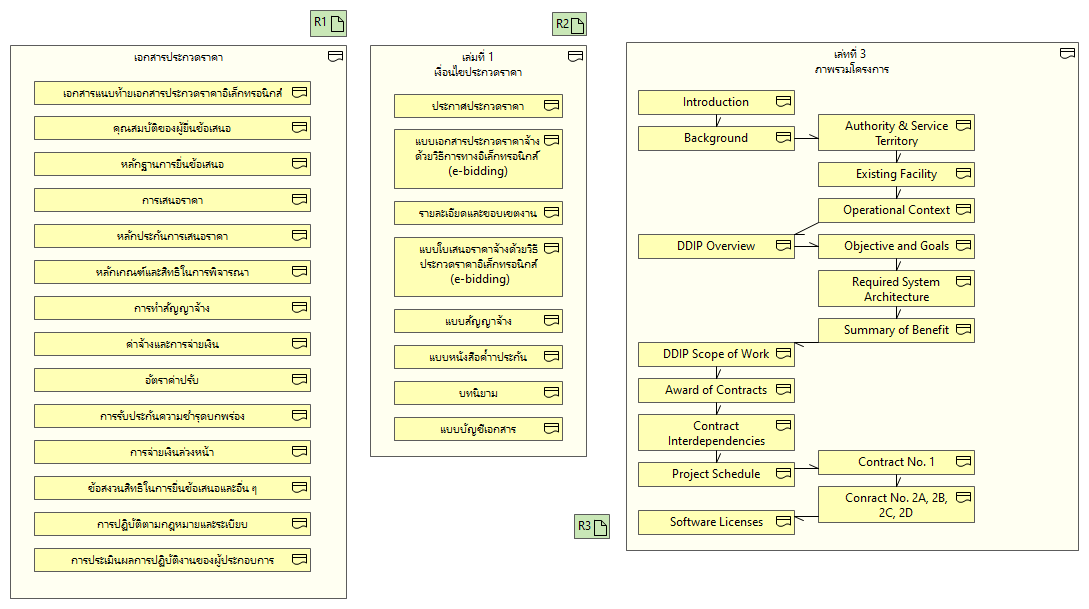 R1
เอกสารประกวดราคา
เอกสารแนบท้ายเอกสารประกวดราคาอิเล็กทรอนิกส์
คุณสมบัติของผู้ยื่นข้อเสนอ
หลักฐานการยื่นข้อเสนอ
การเสนอราคา
หลักประกันการเสนอราคา
หลักเกณฑ์และสิทธิในการพิจารณา
การทำสัญญาจ้าง
ค่าจ้างและการจ่ายเงิน
อัตราค่าปรับ
การรับประกันความชำรุดบกพร่อง
การจ่ายเงินล่วงหน้า
ข้อสงวนสิทธิในการยื่นข้อเสนอและอื่น ๆ
การปฏิบัติตามกฎหมายและระเบียบ
การประเมินผลการปฏิบัติงานของผู้ประกอบการ
R2
เล่มที่ 1
เงื่อนไขประกวดราคา
ประกาศประกวดราคา
แบบเอกสารประกวดราคาจ้าง
ด้วยวิธีการทางอิเล็กทรอนิกส์
(e-bidding)
รายละเอียดและขอบเขตงาน
แบบใบเสนอราคาจ้างด้วยวิธี
ประกวดราคาอิเล็กทรอนิกส์
(e-bidding)
แบบสัญญาจ้าง
แบบหนังสือค้ำาประกัน
บทนิยาม
แบบบัญชีเอกสาร
R3
เล่ทที่ 3
ภาพรวมโครงการ
Introduction
Background
Authority & Service
Territory
Existing Facility
Operational Context
DDIP Overview
Objective and Goals
Required System
Architecture
Summary of Benefit
DDIP Scope of Work
Award of Contracts
Contract
Interdependencies
Project Schedule
Contract No. 1
Conract No. 2A, 2B,
2C, 2D
Software Licenses